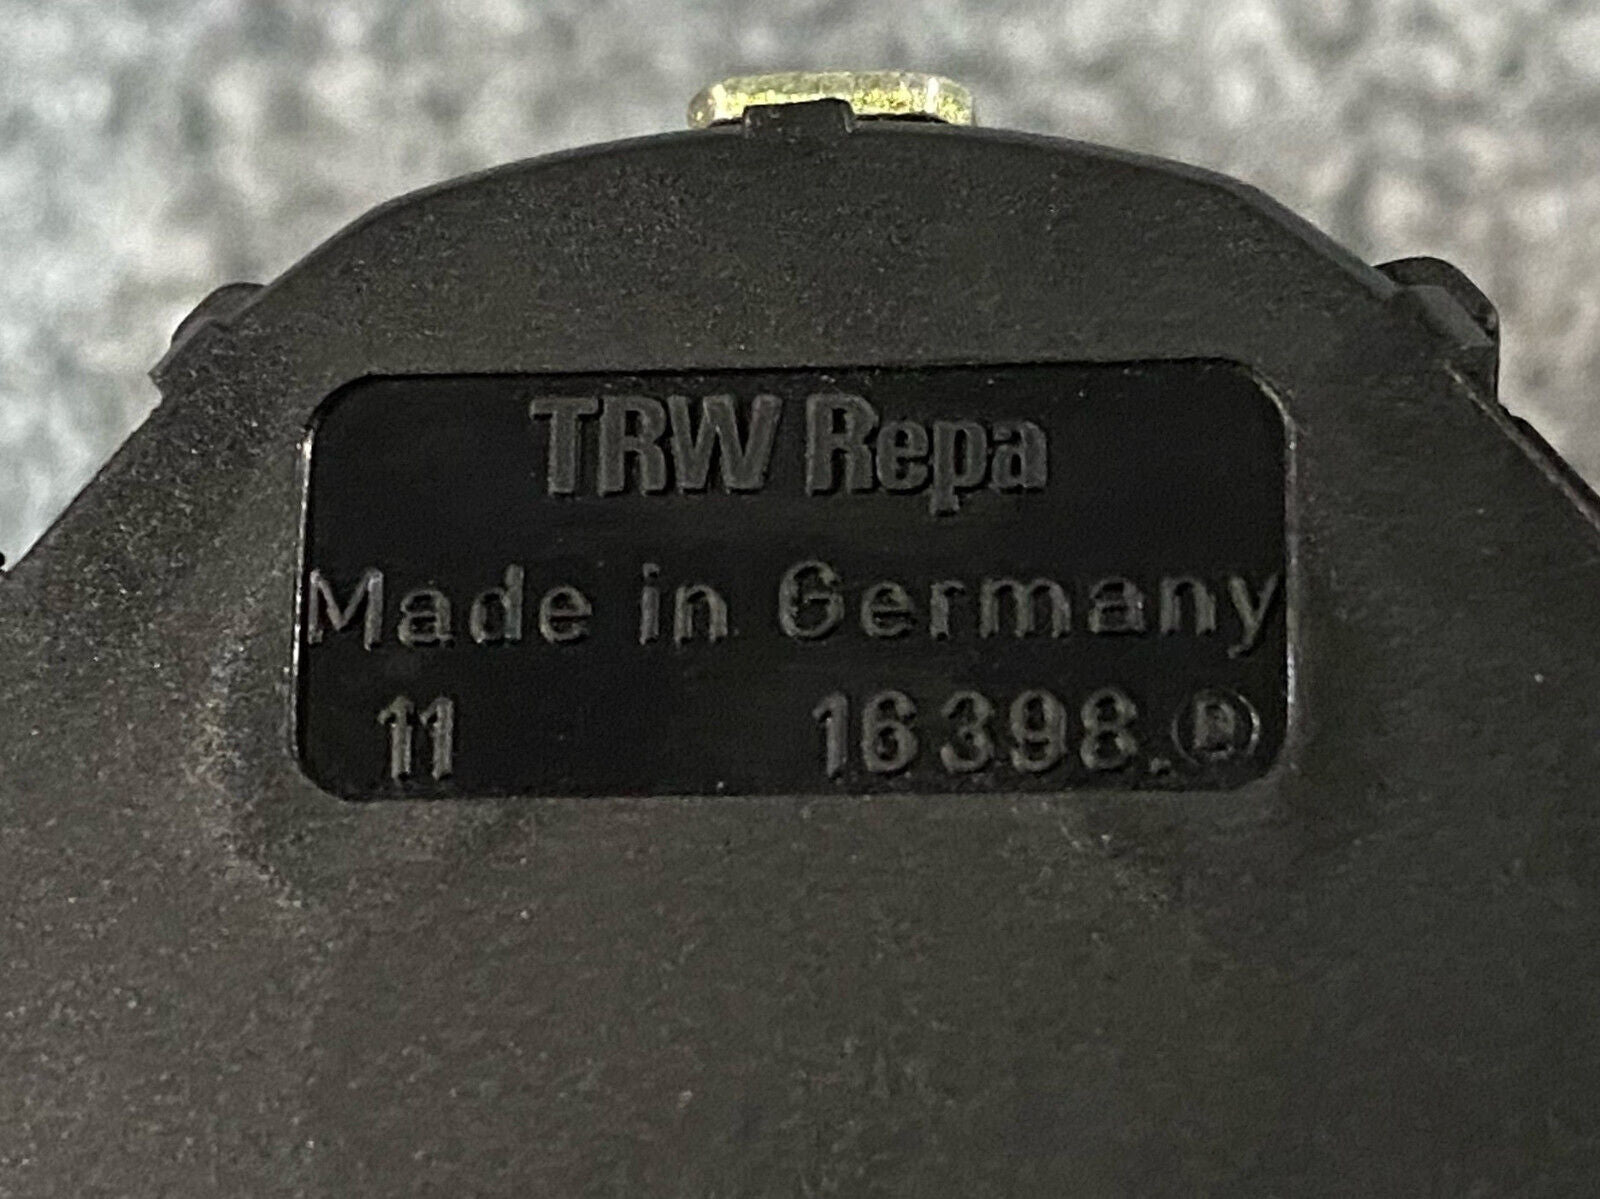 TRW Repa
Made in Germany
11 16398.